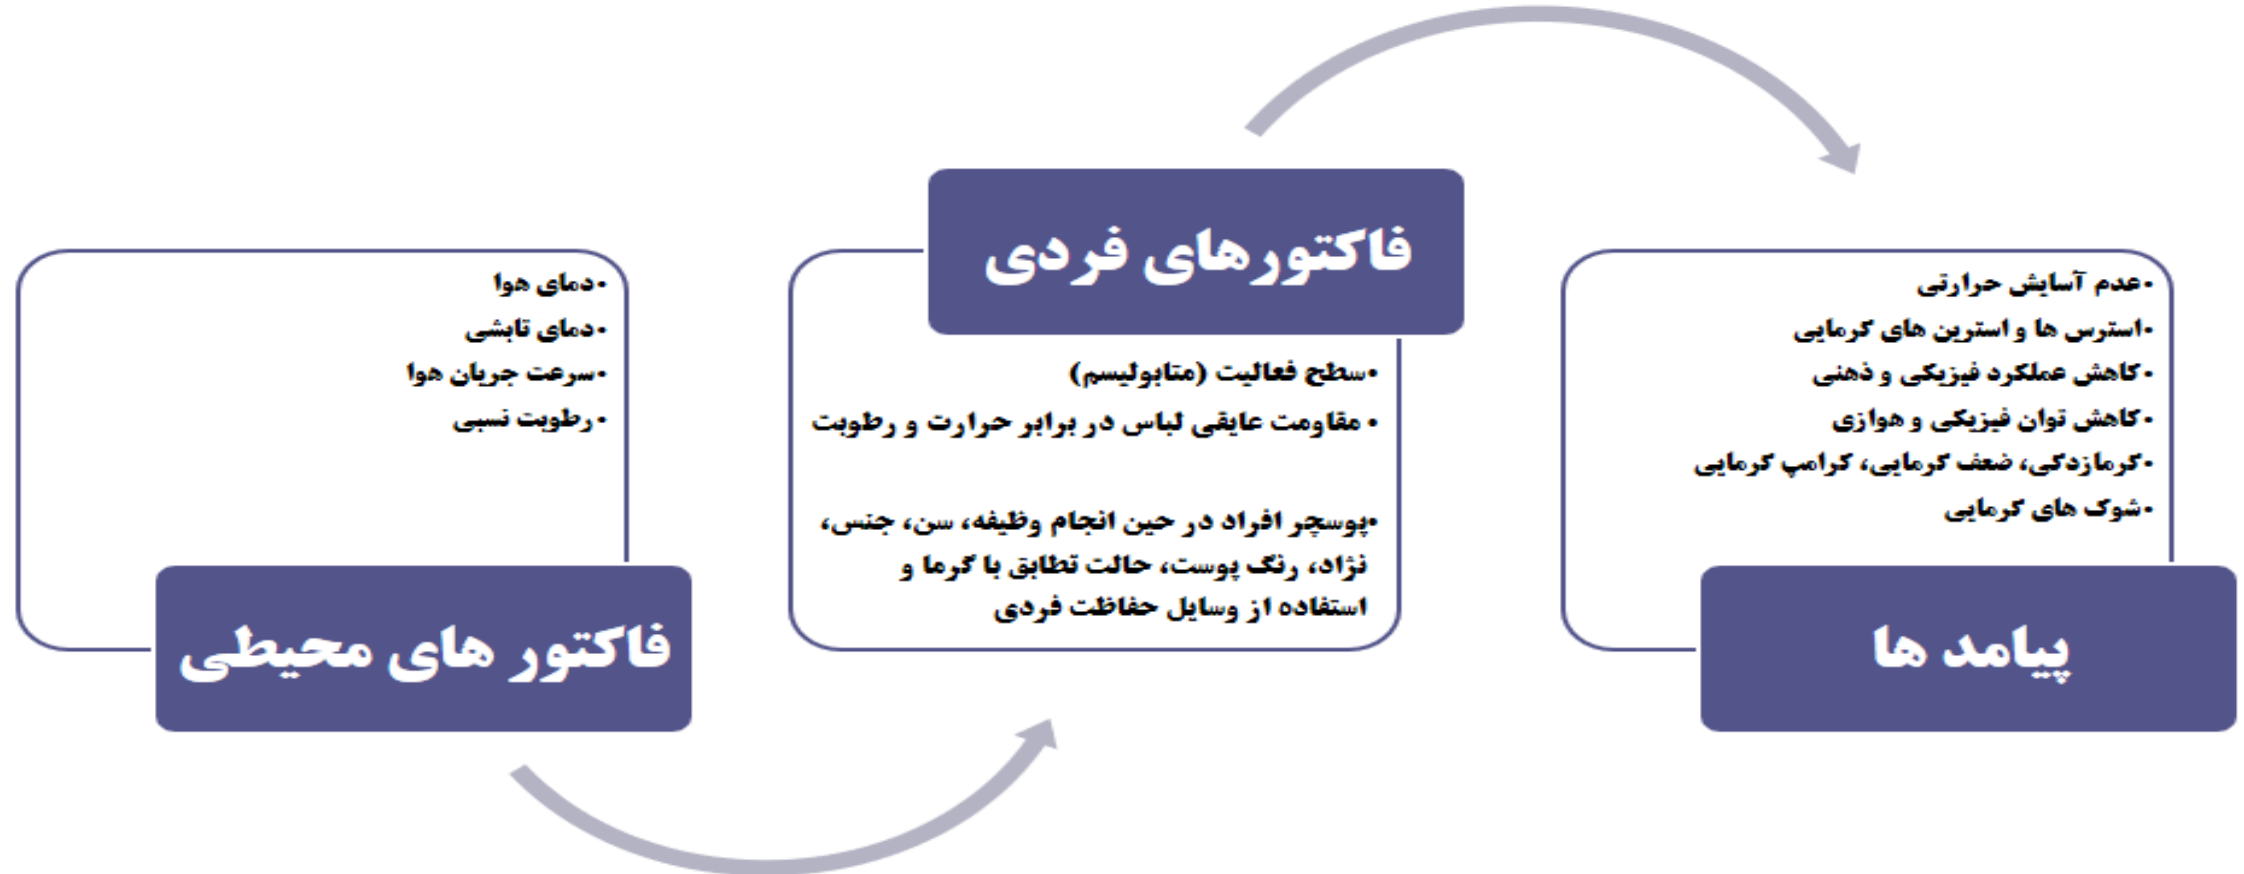 فاکتور های محیطی
•دمای هوا
•دمای تابشی
•سرعت جریان هوا
•رطوبت نسبی
فاکتورهای فردی
•سطح فعالیت (متابولیسم)
• مقاومت عایقی لباس در برابر حرارت و رطوبت
•پوسچر افراد در حین انجام وظیفه، سن، جنس،
نژاد، رنگ پوست، حالت تطابق با گرما و
استفاده از وسایل حفاظت فردی
پیامد ها
•عدم آسایش حرارتی
•استرس ها و استرین های گرمایی
•کاهش عملکرد فیزیکی و ذهنی
•کاهش توان فیزیکی و هوازی
•گرمازدگی، ضعف گرمایی، کرامپ گرمایی
•شوک های گرمایی